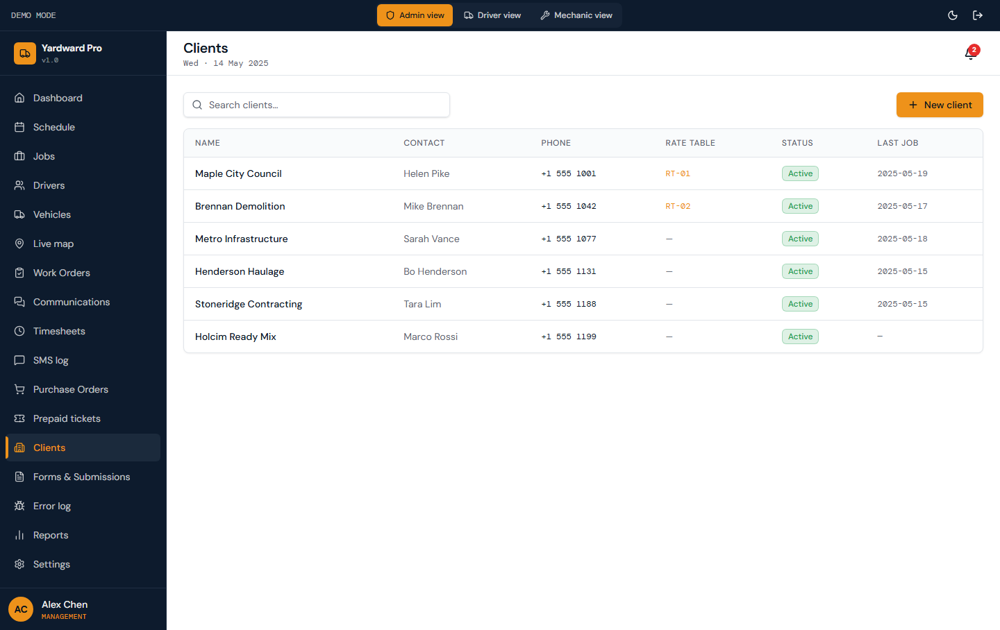 DEMO MODE
Admin view
Driver view
Mechanic view
Yardward Pro
v1.0
Dashboard
Schedule
Jobs
Drivers
Vehicles
Live map
Work Orders
Communications
Timesheets
SMS log
Purchase Orders
Prepaid tickets
Clients
Forms & Submissions
Error log
Reports
Settings
AC
Alex Chen
MANAGEMENT
Clients
Wed · 14 May 2025
2
Search clients…
New client
NAME CONTACT PHONE RATE TABLE STATUS LAST JOB
Maple City Council Helen Pike +1 555 1001 RT-01 Active 2025-05-19
Brennan Demolition Mike Brennan +1 555 1042 RT-02 Active 2025-05-17
Metro Infrastructure Sarah Vance +1 555 1077 — Active 2025-05-18
Henderson Haulage Bo Henderson +1 555 1131 — Active 2025-05-15
Stoneridge Contracting Tara Lim +1 555 1188 — Active 2025-05-15
Holcim Ready Mix Marco Rossi +1 555 1199 — Active —